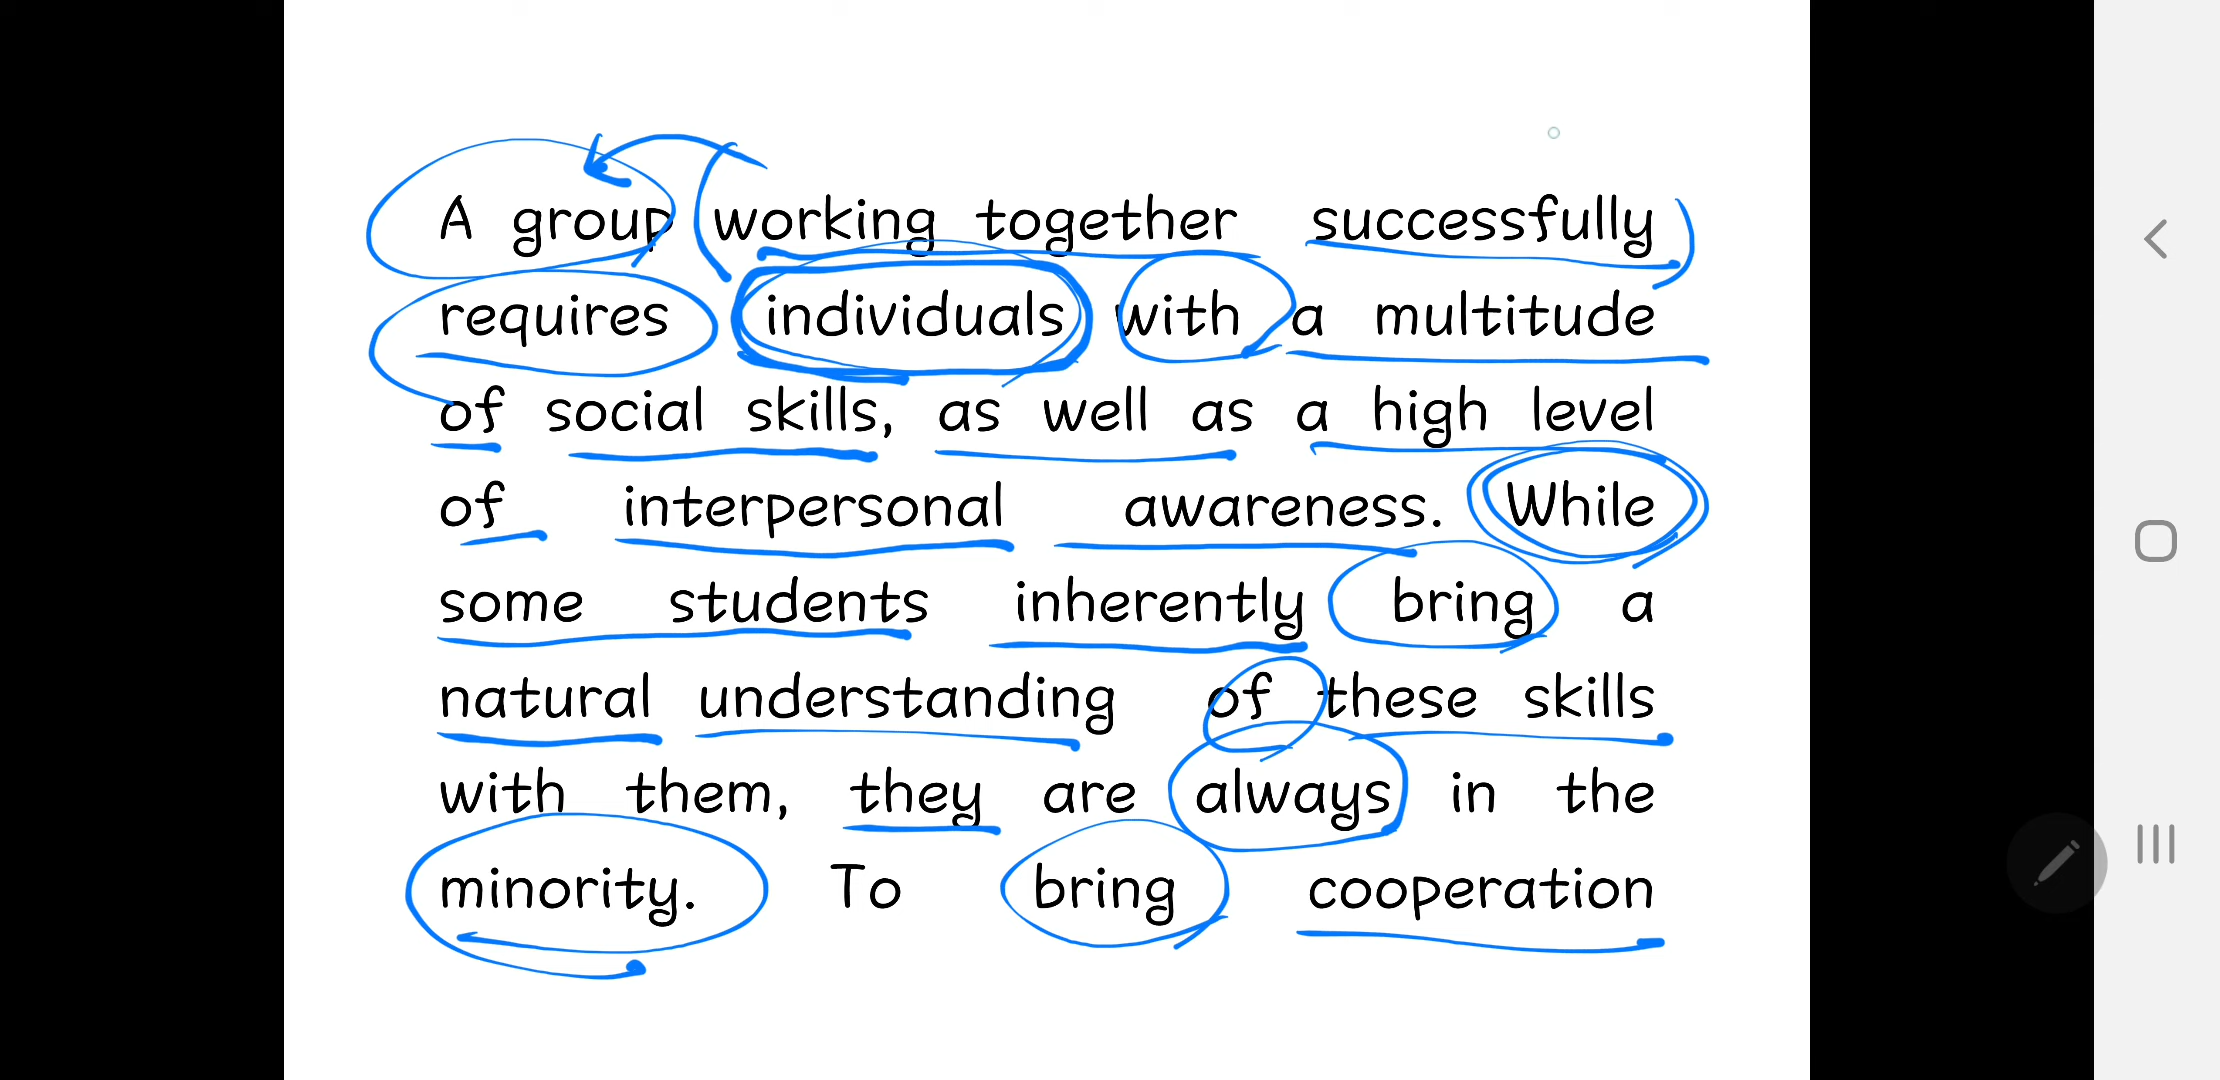 A group working together successfully
requires individuals with a multitude
of social skills, as well as a high level
of interpersonal awareness. While
some students inherently bring a
natural understanding of these skills
with them, they are always in the
minority. To bring cooperation